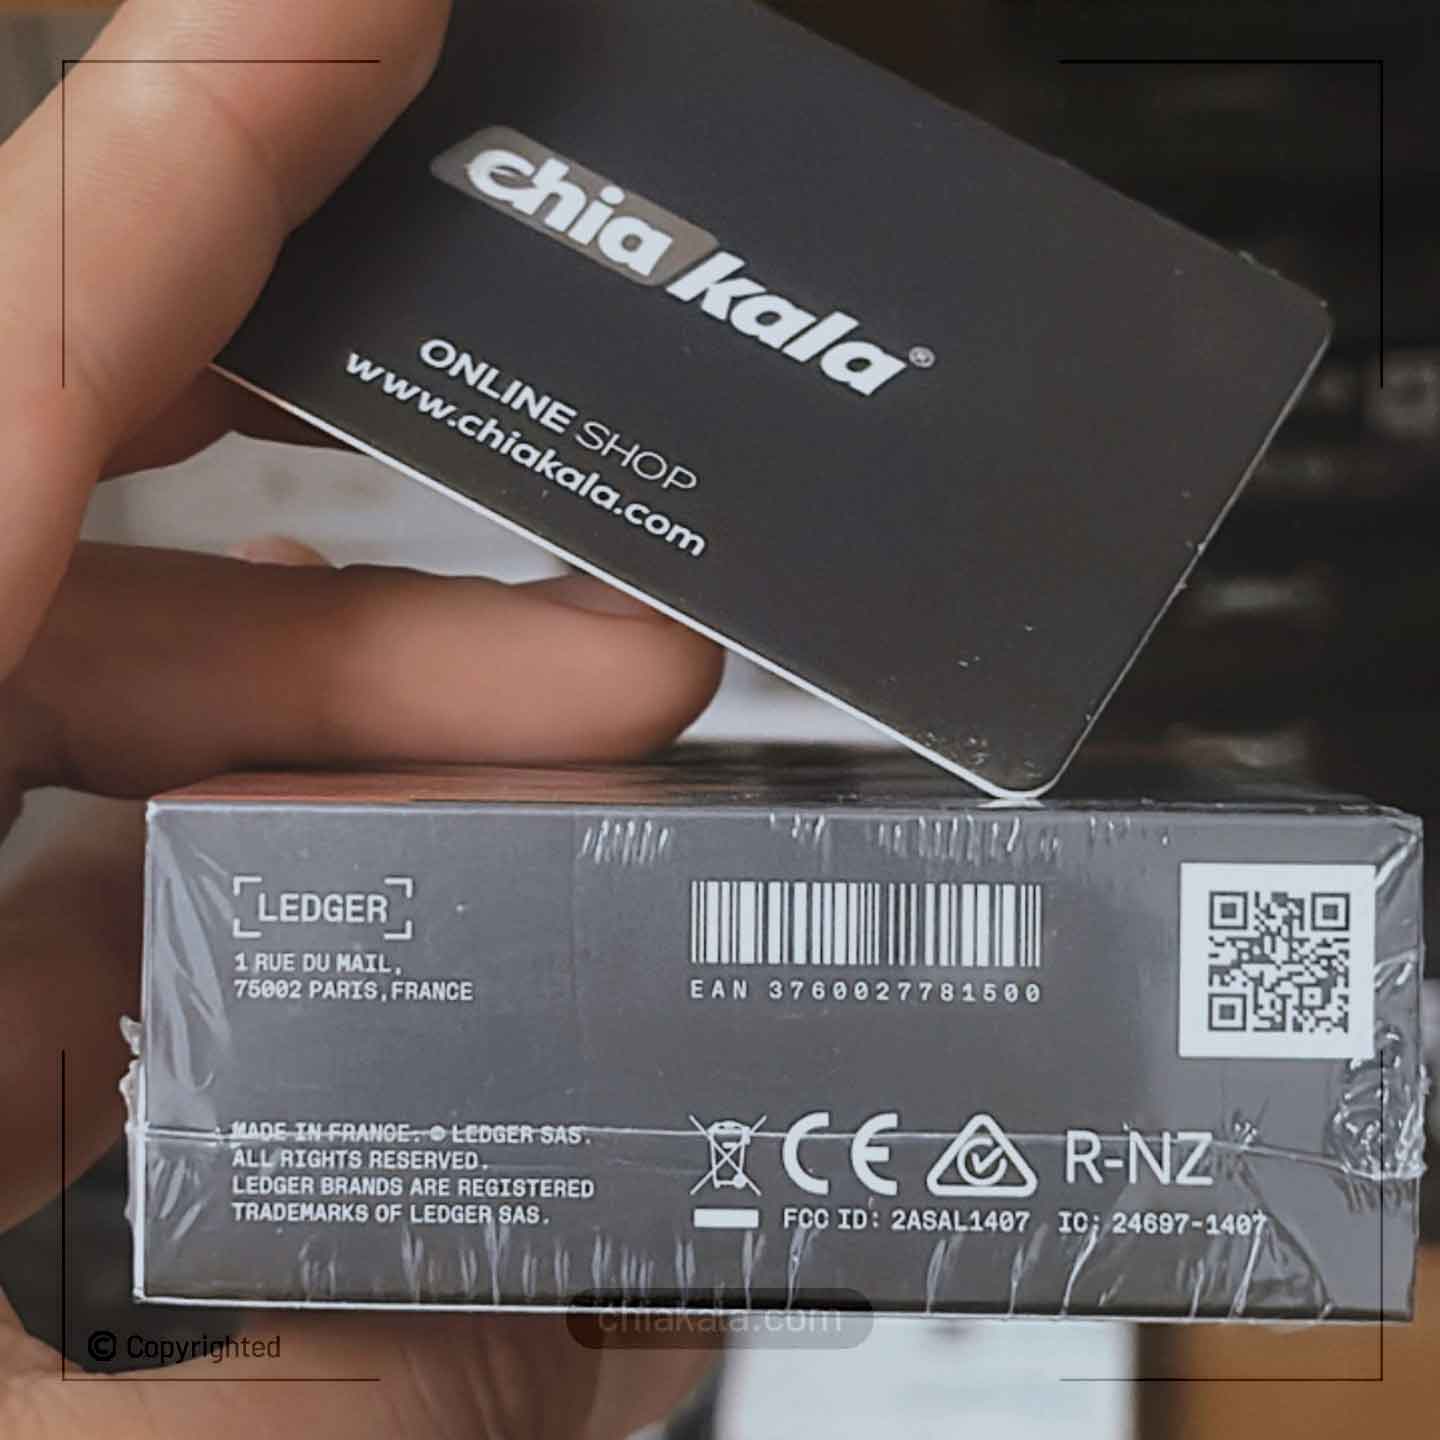 chia kala®
ONLINE SHOP
www.chiakala.com
LEDGER
1 RUE DU MAIL,
75002 PARIS, FRANCE
EAN 3760027781500
MADE IN FRANCE. © LEDGER SAS.
ALL RIGHTS RESERVED.
LEDGER BRANDS ARE REGISTERED
TRADEMARKS OF LEDGER SAS.
CE R-NZ
FCC ID: 2ASAL1407 IC: 24697-1407
chiakala.com
© Copyrighted